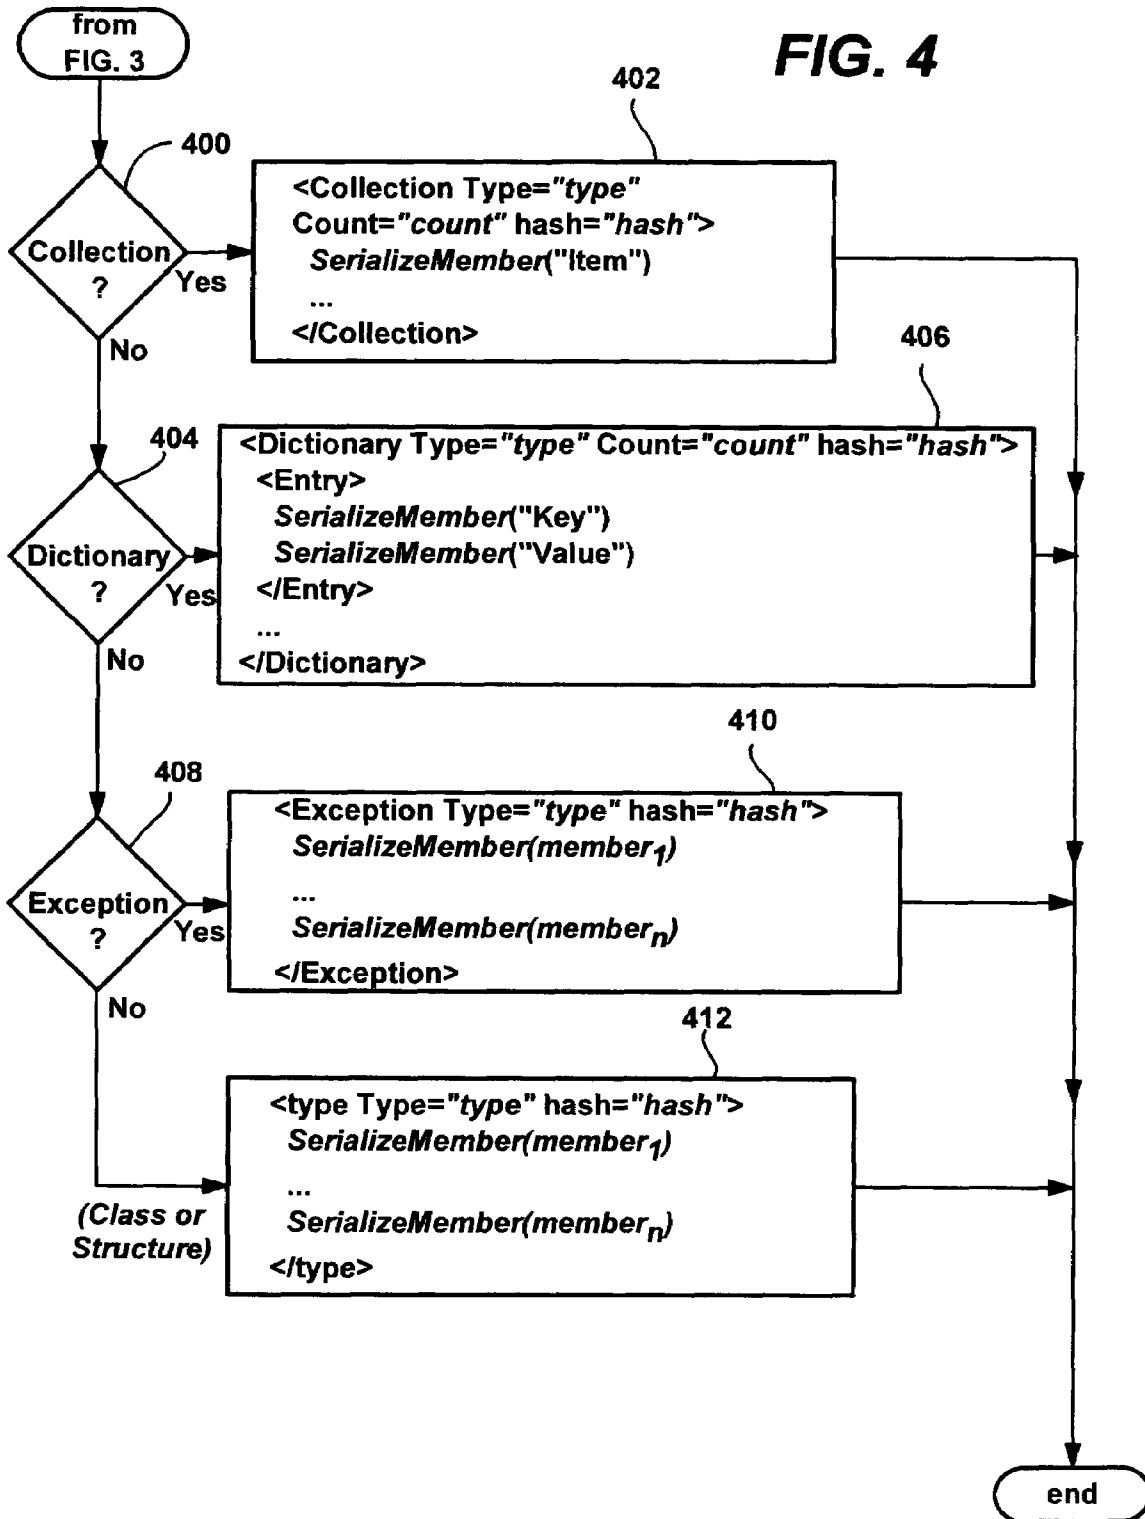 from
FIG. 3
FIG. 4
402
400
<Collection Type="type"
Count="count" hash="hash">
SerializeMember("Item")
...
</Collection>
Collection
?
Yes
No
406
404
<Dictionary Type="type" Count="count" hash="hash">
<Entry>
SerializeMember("Key")
SerializeMember("Value")
</Entry>
...
</Dictionary>
Dictionary
?
Yes
No
410
408
<Exception Type="type" hash="hash">
SerializeMember(member1)
...
SerializeMember(membern)
</Exception>
Exception
?
Yes
No
412
<type Type="type" hash="hash">
SerializeMember(member1)
...
SerializeMember(membern)
</type>
(Class or
Structure)
end